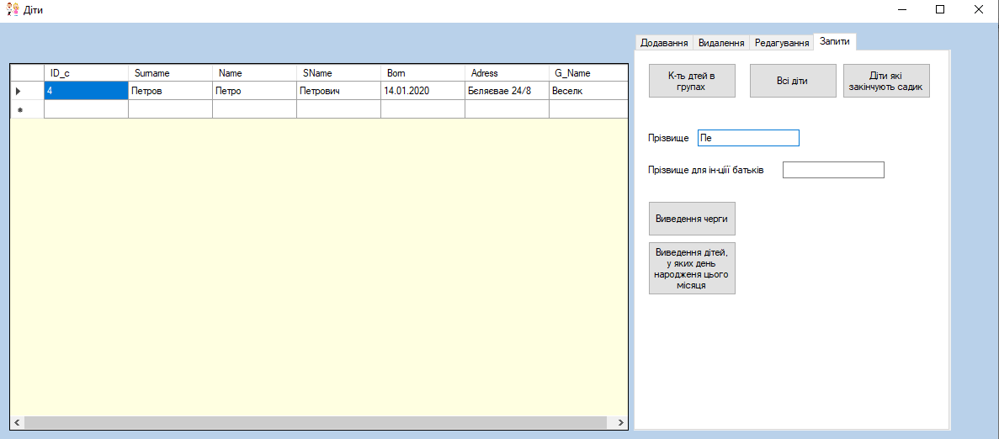 Діти
Додавання Видалення Редагування Запити
ID_c Surname Name SName Born Adress G_Name
4 Петров Петро Петрович 14.01.2020 Беляєвае 24/8 Веселк
К-ть дтей в
групах
Всі діти
Діти які
закінчують садик
Прізвище Пе
Прізвище для ін-ціїї батьків
Виведення черги
Виведення дітей,
у яких день
народженя цього
місяця